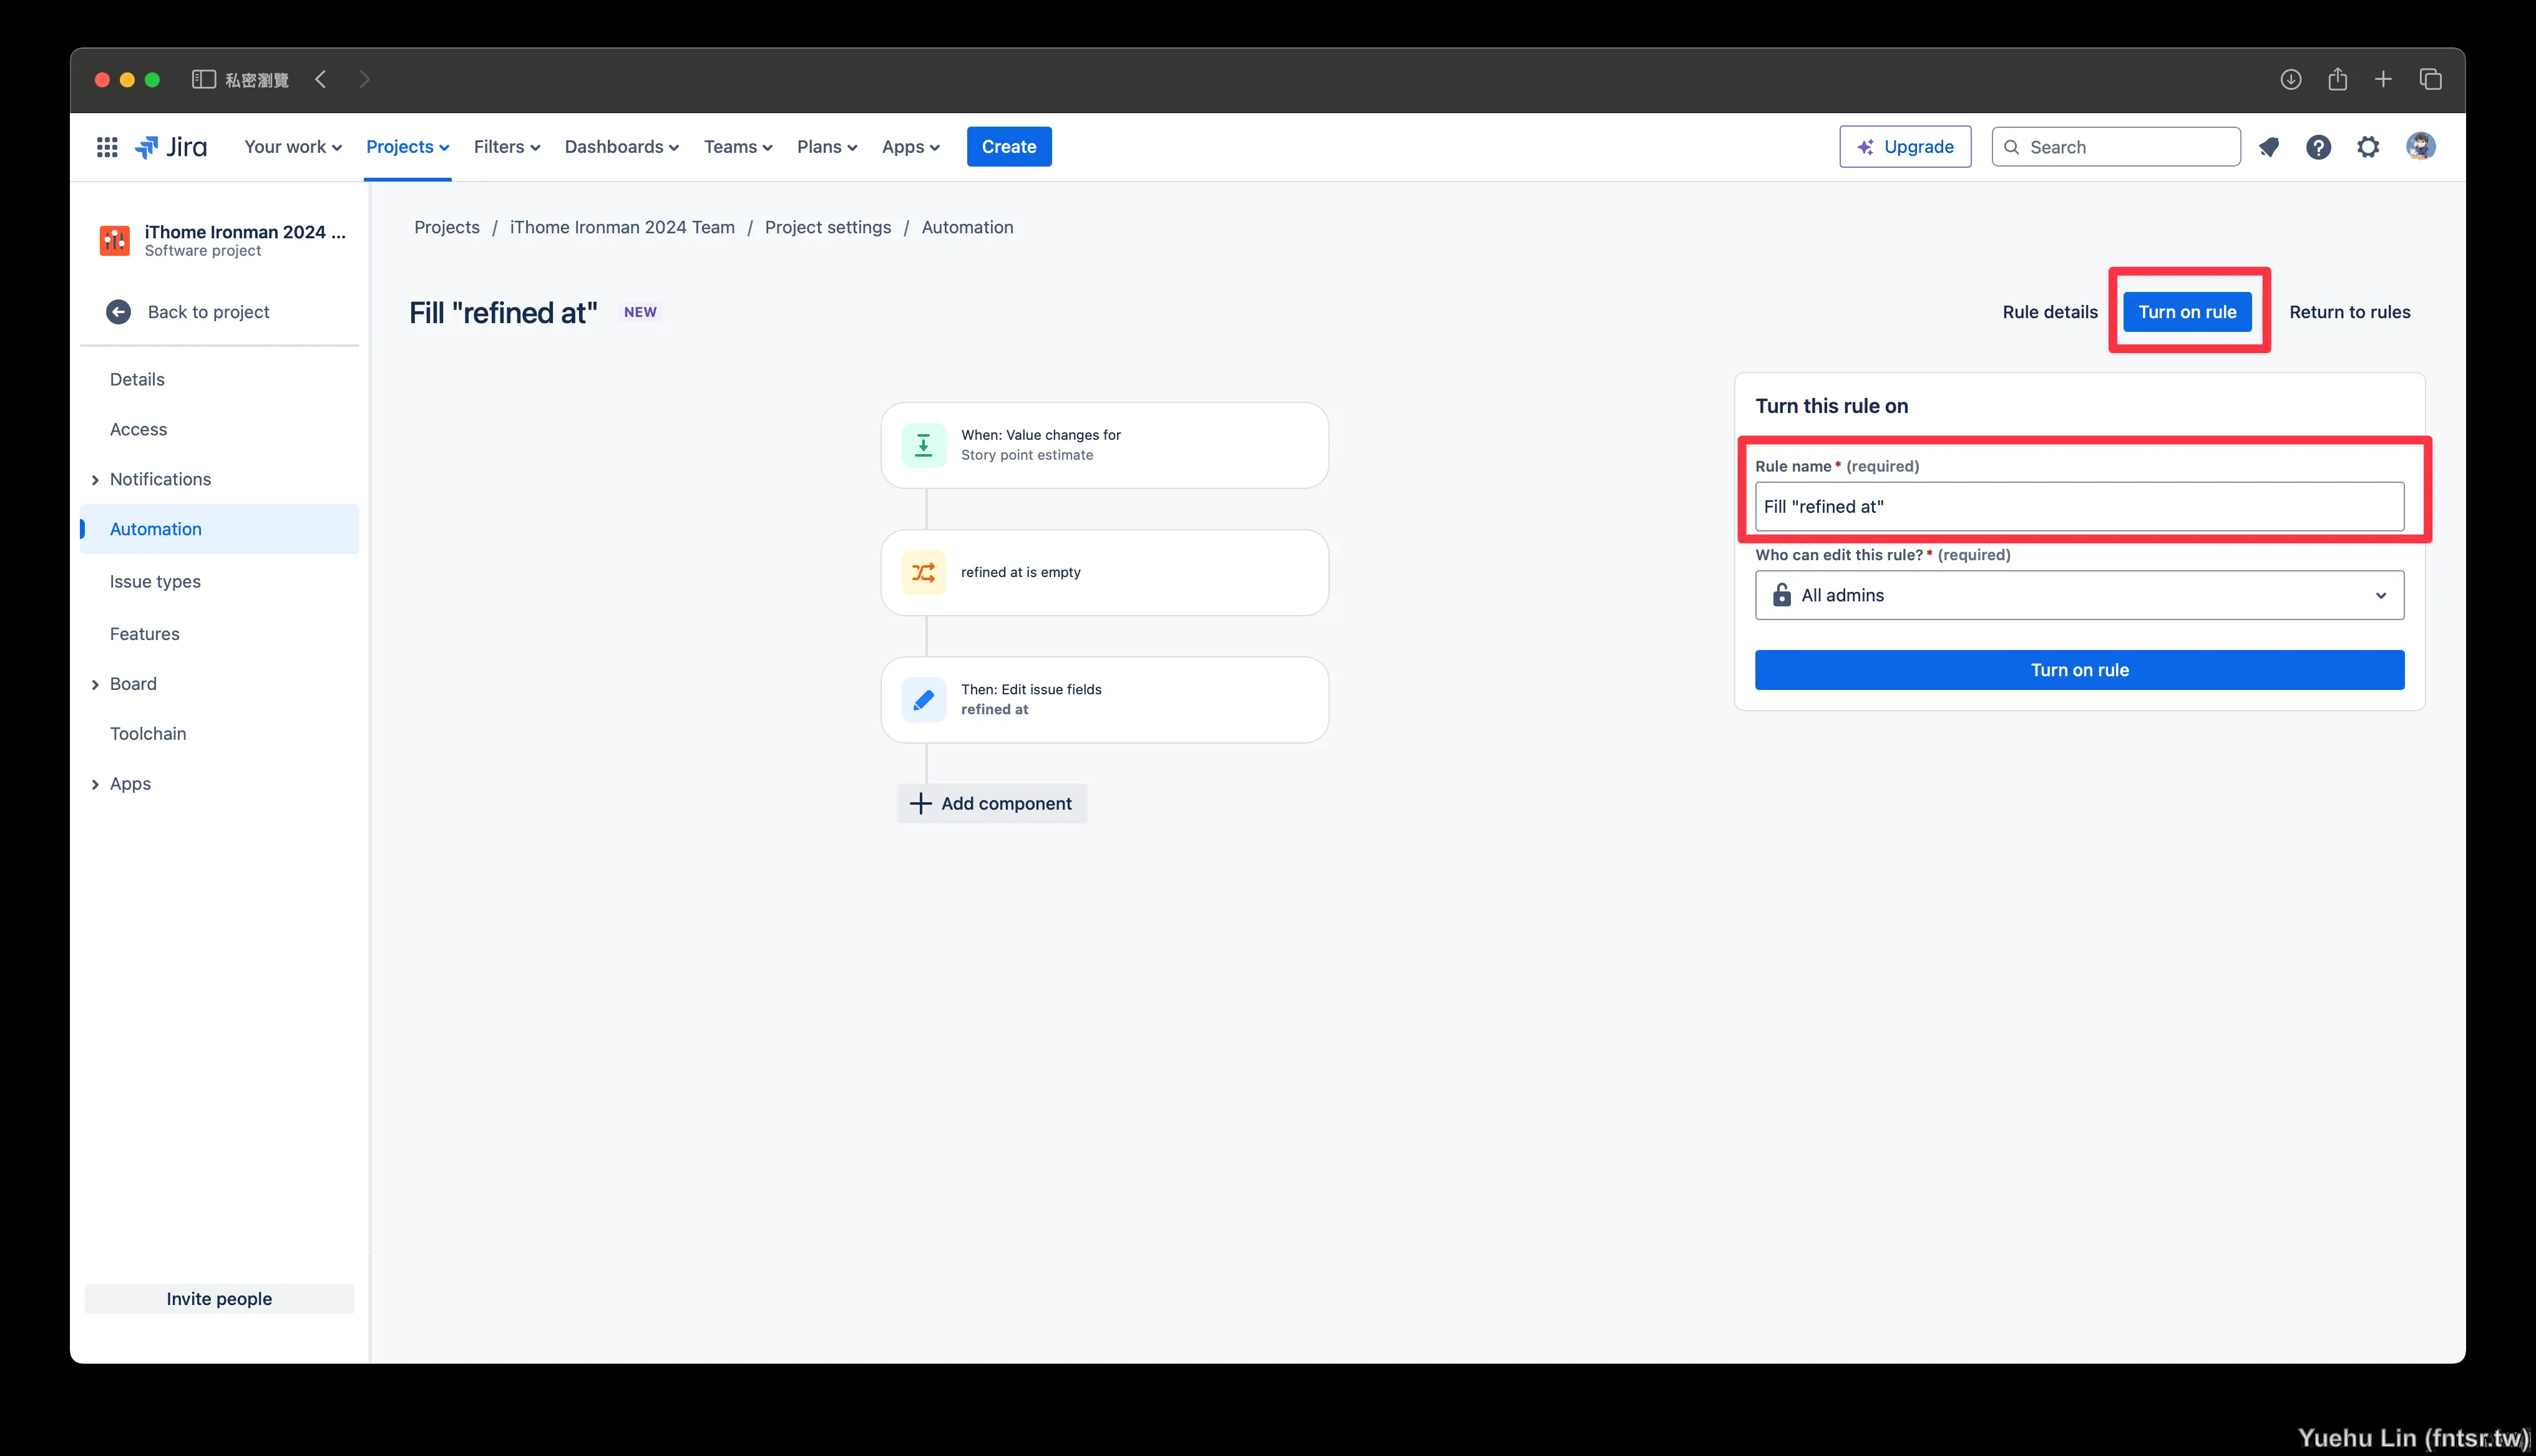 私密瀏覽
Jira
Your work
Projects
Filters
Dashboards
Teams
Plans
Apps
Create
Upgrade
Search
iThome Ironman 2024 ...
Software project
Back to project
Details
Access
Notifications
Automation
Issue types
Features
Board
Toolchain
Apps
Invite people
Projects / iThome Ironman 2024 Team / Project settings / Automation
Fill "refined at"
NEW
Rule details
Turn on rule
Return to rules
When: Value changes for
Story point estimate
refined at is empty
Then: Edit issue fields
refined at
Add component
Turn this rule on
Rule name * (required)
Fill "refined at"
Who can edit this rule? * (required)
All admins
Turn on rule
Yuehu Lin (fntsr.tw)